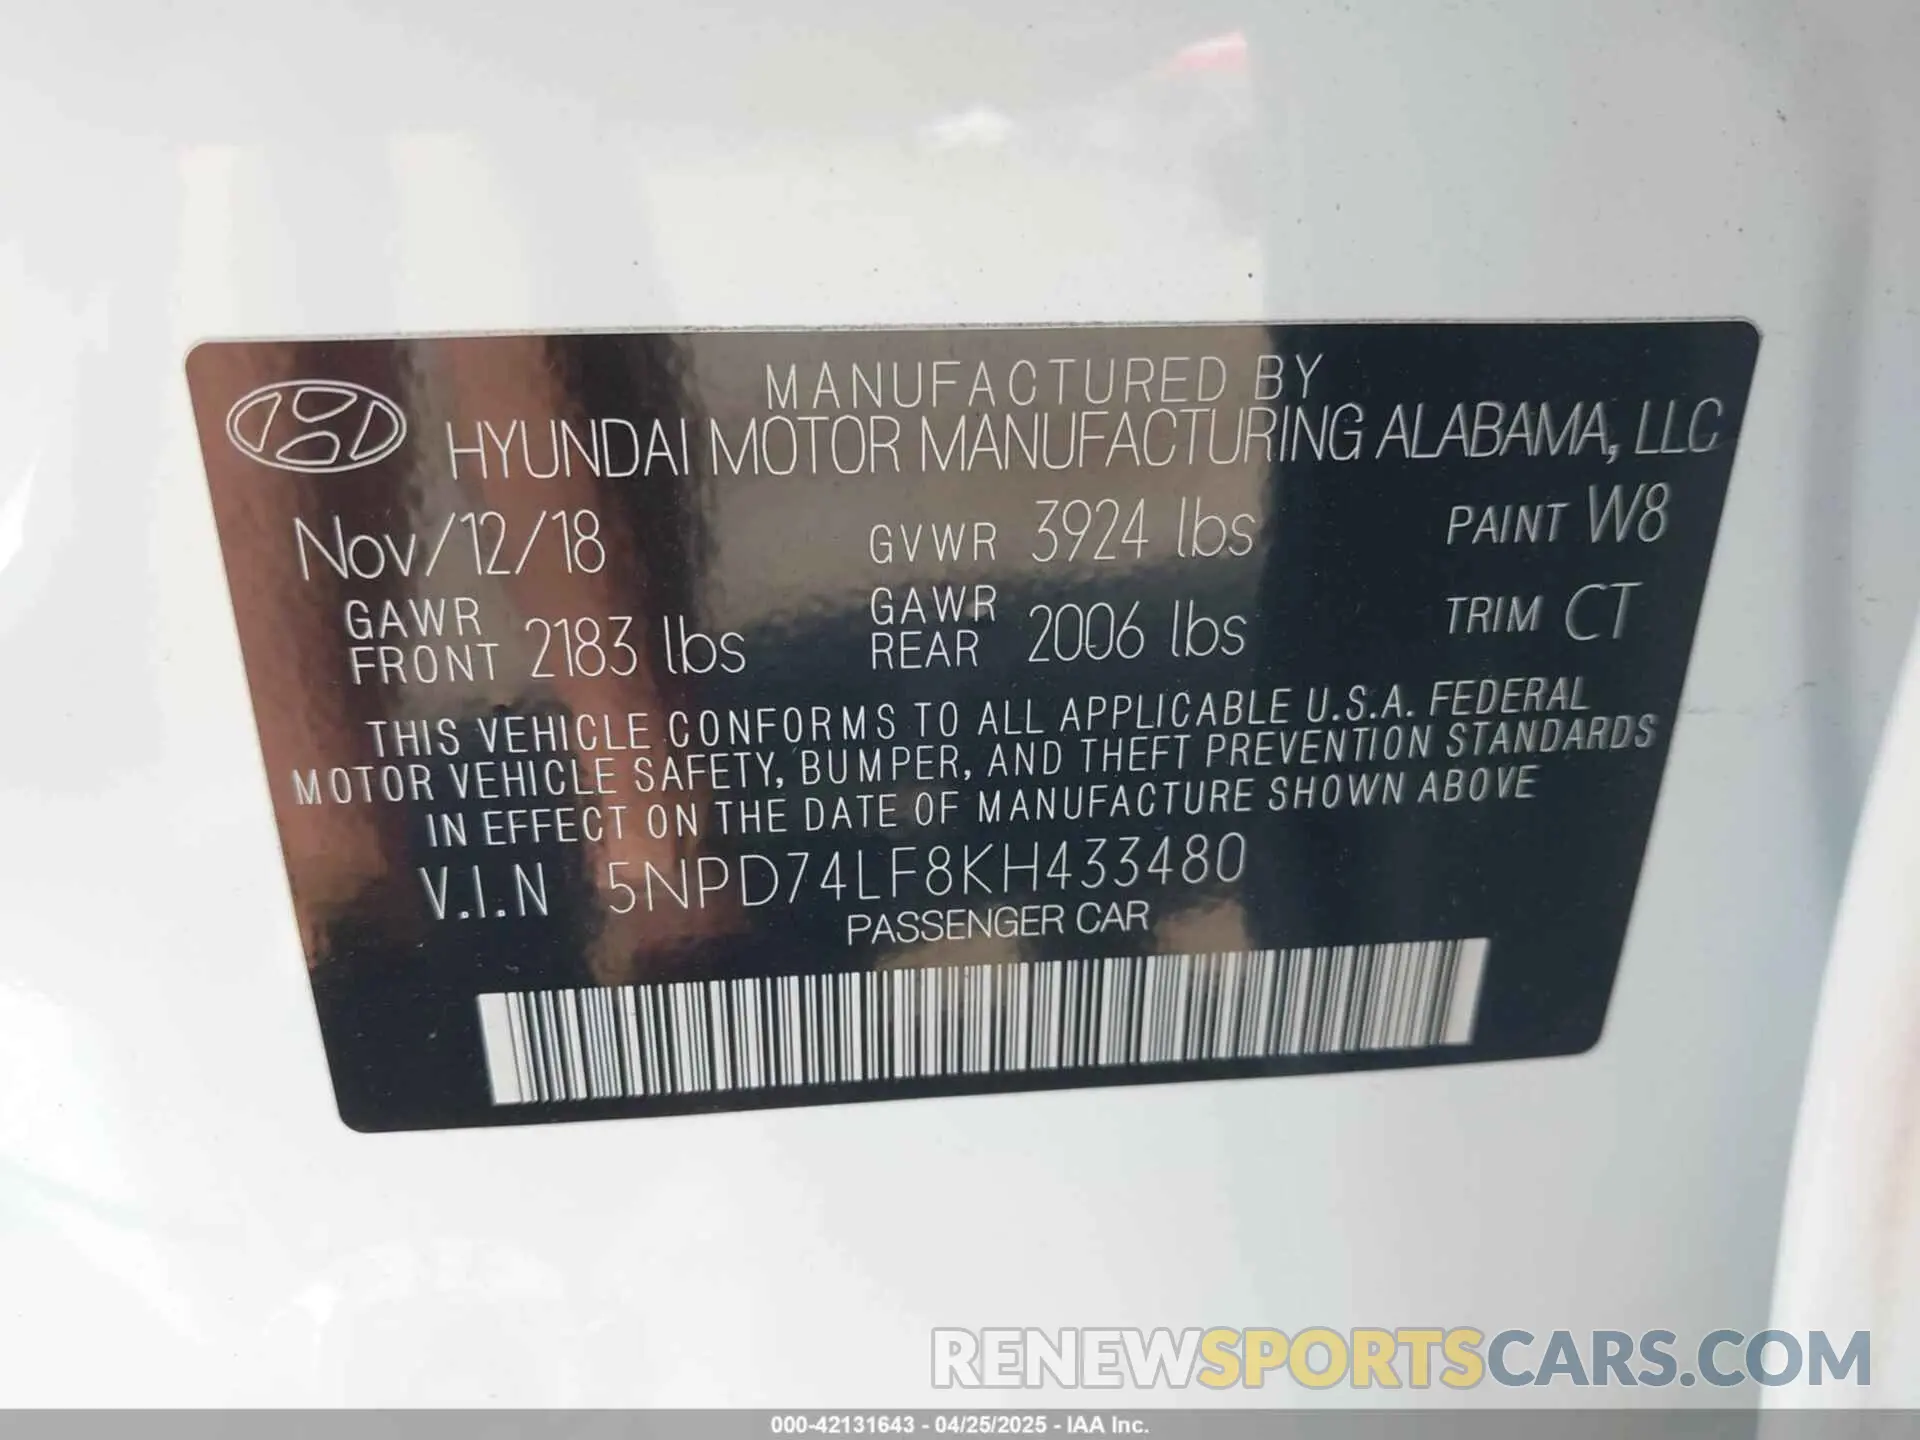 MANUFACTURED BY
HYUNDAI MOTOR MANUFACTURING ALABAMA, LLC
Nov/12/18 GVWR 3924 lbs PAINT W8
GAWR FRONT 2183 lbs GAWR REAR 2006 lbs TRIM CT
THIS VEHICLE CONFORMS TO ALL APPLICABLE U.S.A. FEDERAL
MOTOR VEHICLE SAFETY, BUMPER, AND THEFT PREVENTION STANDARDS
IN EFFECT ON THE DATE OF MANUFACTURE SHOWN ABOVE
V.I.N 5NPD74LF8KH433480
PASSENGER CAR
RENEWSPORTSCARS.COM
000-42131643 - 04/25/2025 - IAA Inc.